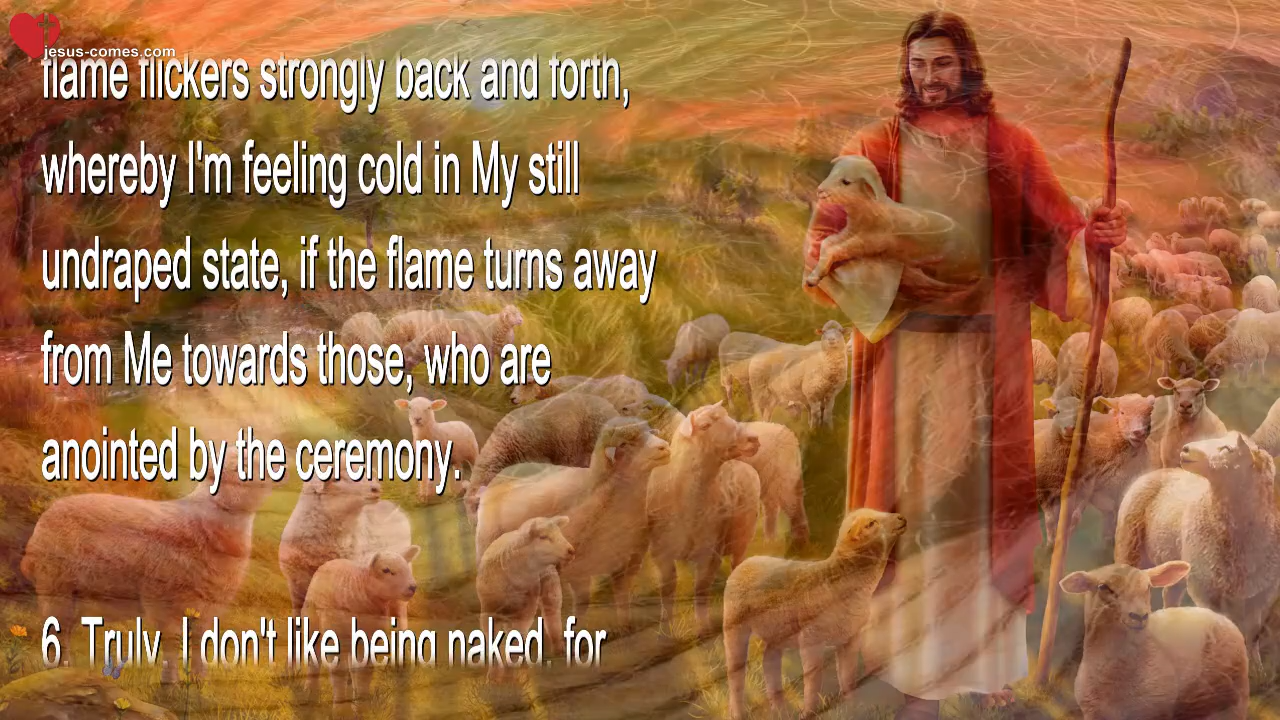 jesus-comes.com
flame flickers strongly back and forth,
whereby I'm feeling cold in My still
undraped state, if the flame turns away
from Me towards those, who are
anointed by the ceremony.
6. Truly, I don't like being naked, for